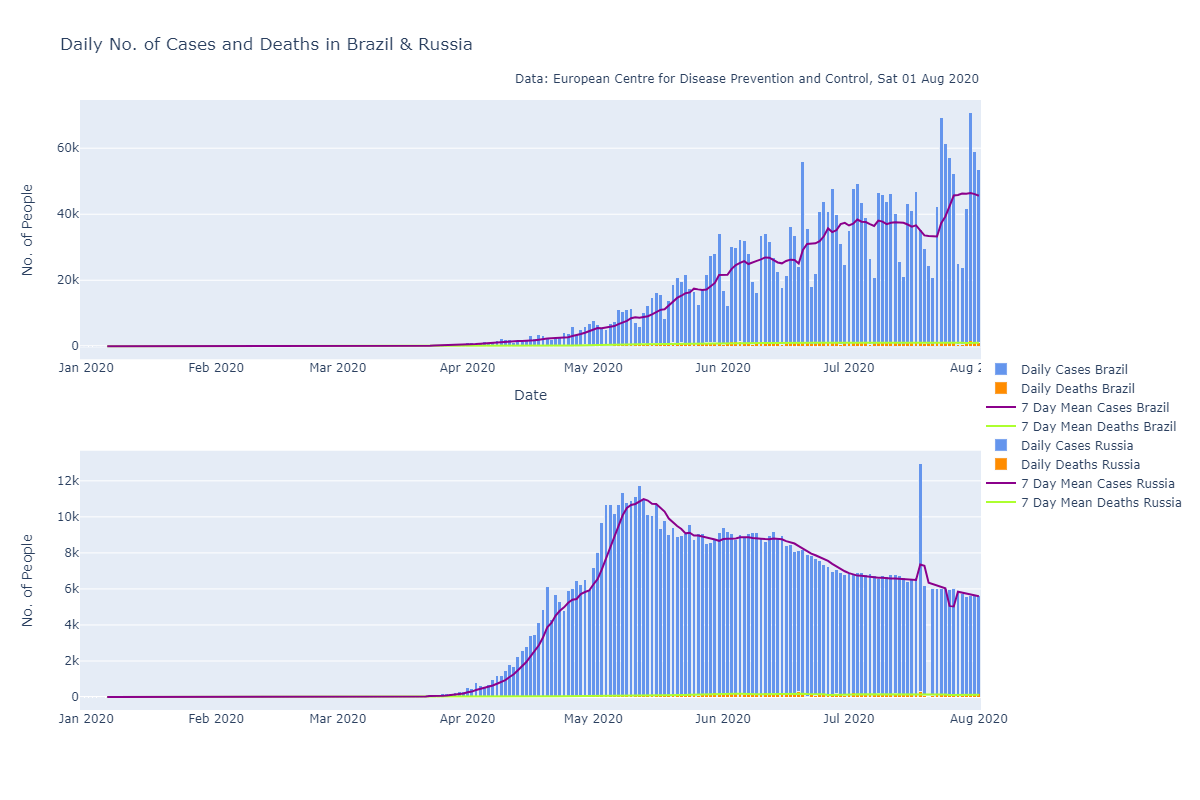 Daily No. of Cases and Deaths in Brazil & Russia
Data: European Centre for Disease Prevention and Control, Sat 01 Aug 2020
No. of People
60k
40k
20k
0
Jan 2020 Feb 2020 Mar 2020 Apr 2020 May 2020 Jun 2020 Jul 2020 Aug 2
Date
Daily Cases Brazil
Daily Deaths Brazil
7 Day Mean Cases Brazil
7 Day Mean Deaths Brazil
Daily Cases Russia
Daily Deaths Russia
7 Day Mean Cases Russia
7 Day Mean Deaths Russia
No. of People
12k
10k
8k
6k
4k
2k
0
Jan 2020 Feb 2020 Mar 2020 Apr 2020 May 2020 Jun 2020 Jul 2020 Aug 2020